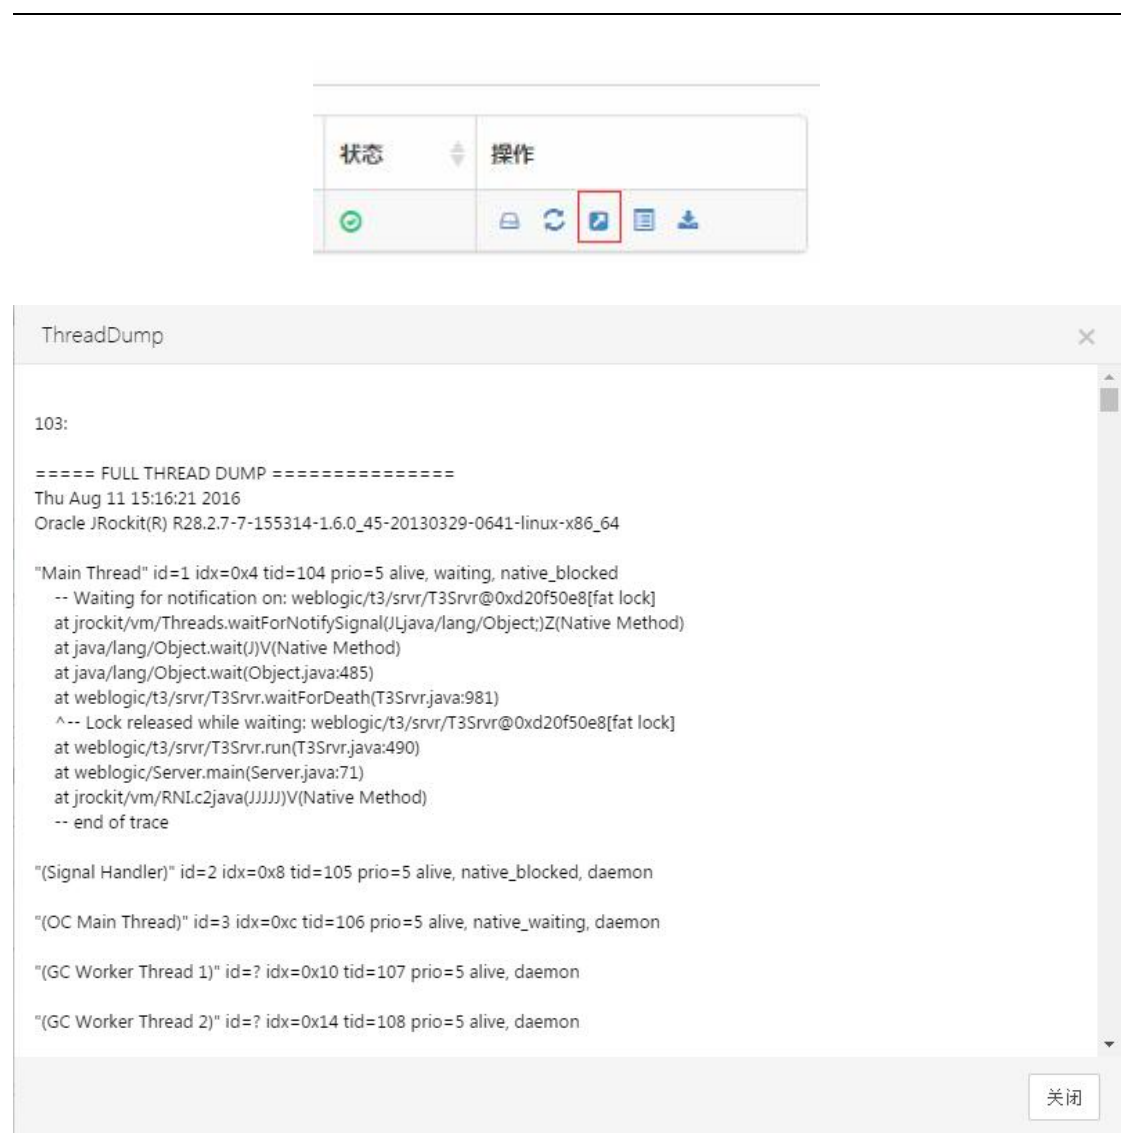 状态 操作
ThreadDump ×
103:
===== FULL THREAD DUMP ===============
Thu Aug 11 15:16:21 2016
Oracle JRockit(R) R28.2.7-7-155314-1.6.0_45-20130329-0641-linux-x86_64
"Main Thread" id=1 idx=0x4 tid=104 prio=5 alive, waiting, native_blocked
-- Waiting for notification on: weblogic/t3/srvr/T3Srvr@0xd20f50e8[fat lock]
at jrockit/vm/Threads.waitForNotifySignal(JLjava/lang/Object;)Z(Native Method)
at java/lang/Object.wait(J)V(Native Method)
at java/lang/Object.wait(Object.java:485)
at weblogic/t3/srvr/T3Srvr.waitForDeath(T3Srvr.java:981)
^-- Lock released while waiting: weblogic/t3/srvr/T3Srvr@0xd20f50e8[fat lock]
at weblogic/t3/srvr/T3Srvr.run(T3Srvr.java:490)
at weblogic/Server.main(Server.java:71)
at jrockit/vm/RNI.c2java(JJJJJ)V(Native Method)
-- end of trace
"(Signal Handler)" id=2 idx=0x8 tid=105 prio=5 alive, native_blocked, daemon
"(OC Main Thread)" id=3 idx=0xc tid=106 prio=5 alive, native_waiting, daemon
"(GC Worker Thread 1)" id=? idx=0x10 tid=107 prio=5 alive, daemon
"(GC Worker Thread 2)" id=? idx=0x14 tid=108 prio=5 alive, daemon
关闭